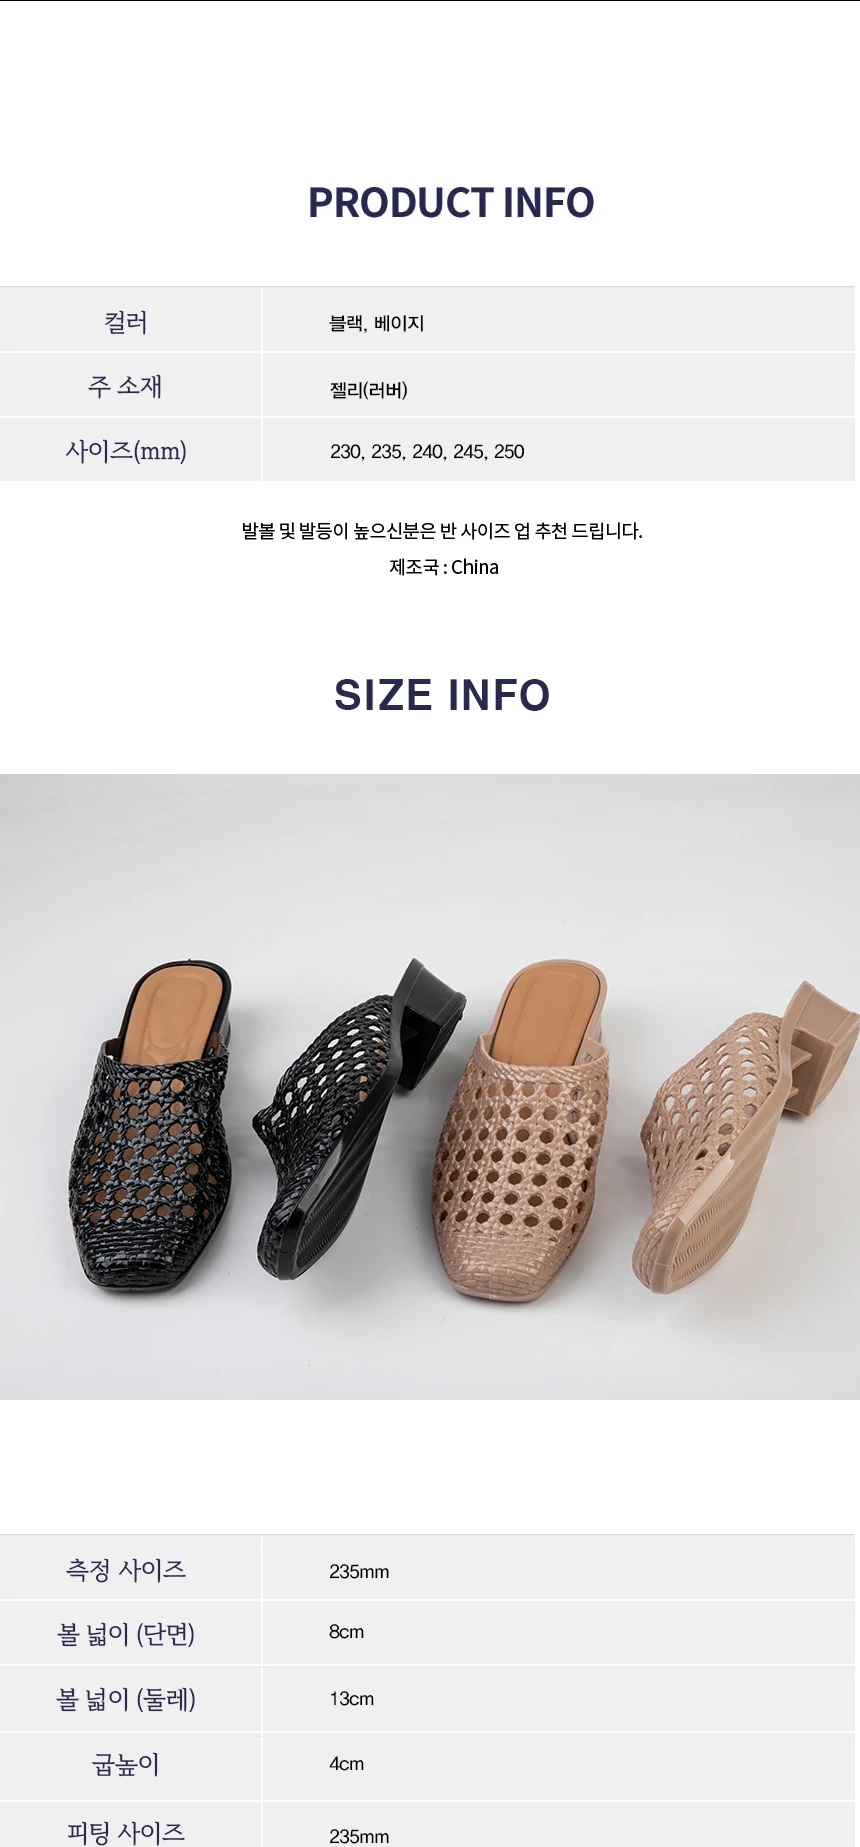 PRODUCT INFO
컬러 블랙, 베이지
주 소재 젤리(러버)
사이즈(mm) 230, 235, 240, 245, 250
발볼 및 발등이 높으신분은 반 사이즈 업 추천 드립니다.
제조국 : China
SIZE INFO
측정 사이즈 235mm
볼 넓이 (단면) 8cm
볼 넓이 (둘레) 13cm
굽높이 4cm
피팅 사이즈 235mm